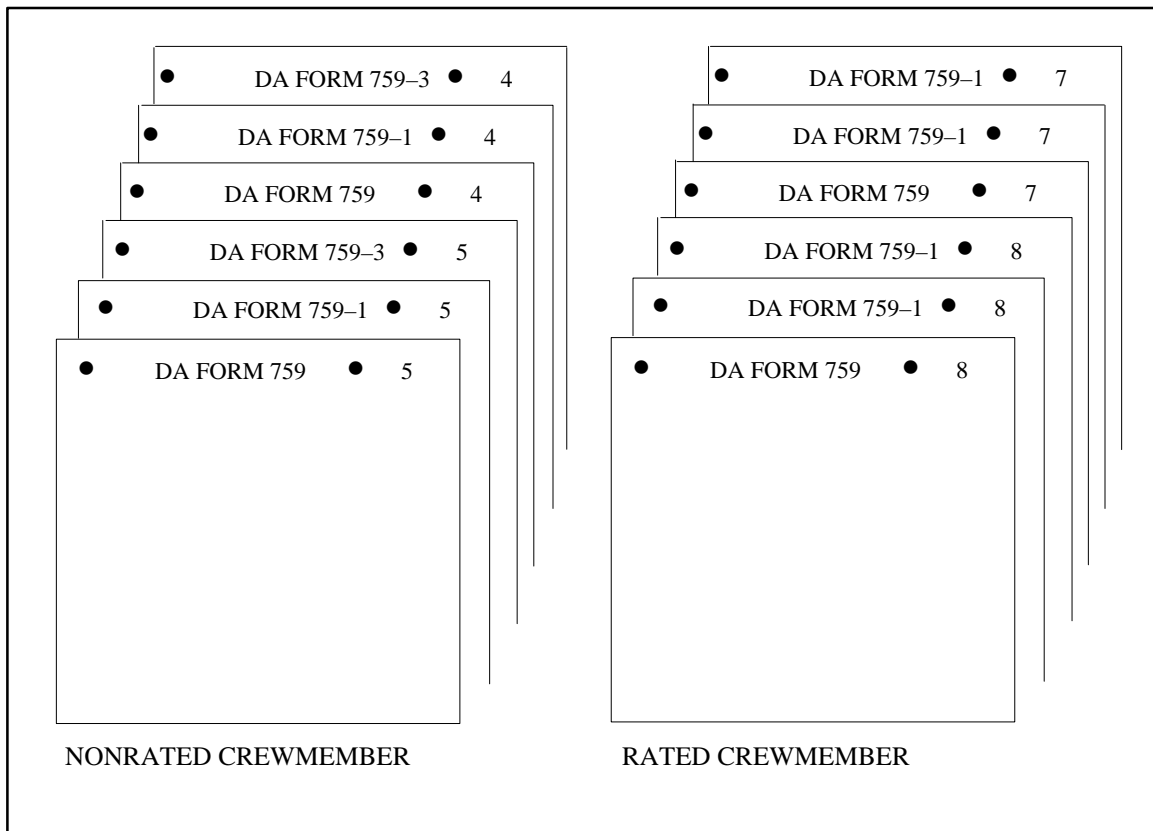 DA FORM 759–3 4
DA FORM 759–1 4
DA FORM 759 4
DA FORM 759–3 5
DA FORM 759–1 5
DA FORM 759 5
NONRATED CREWMEMBER
DA FORM 759–1 7
DA FORM 759–1 7
DA FORM 759 7
DA FORM 759–1 8
DA FORM 759–1 8
DA FORM 759 8
RATED CREWMEMBER